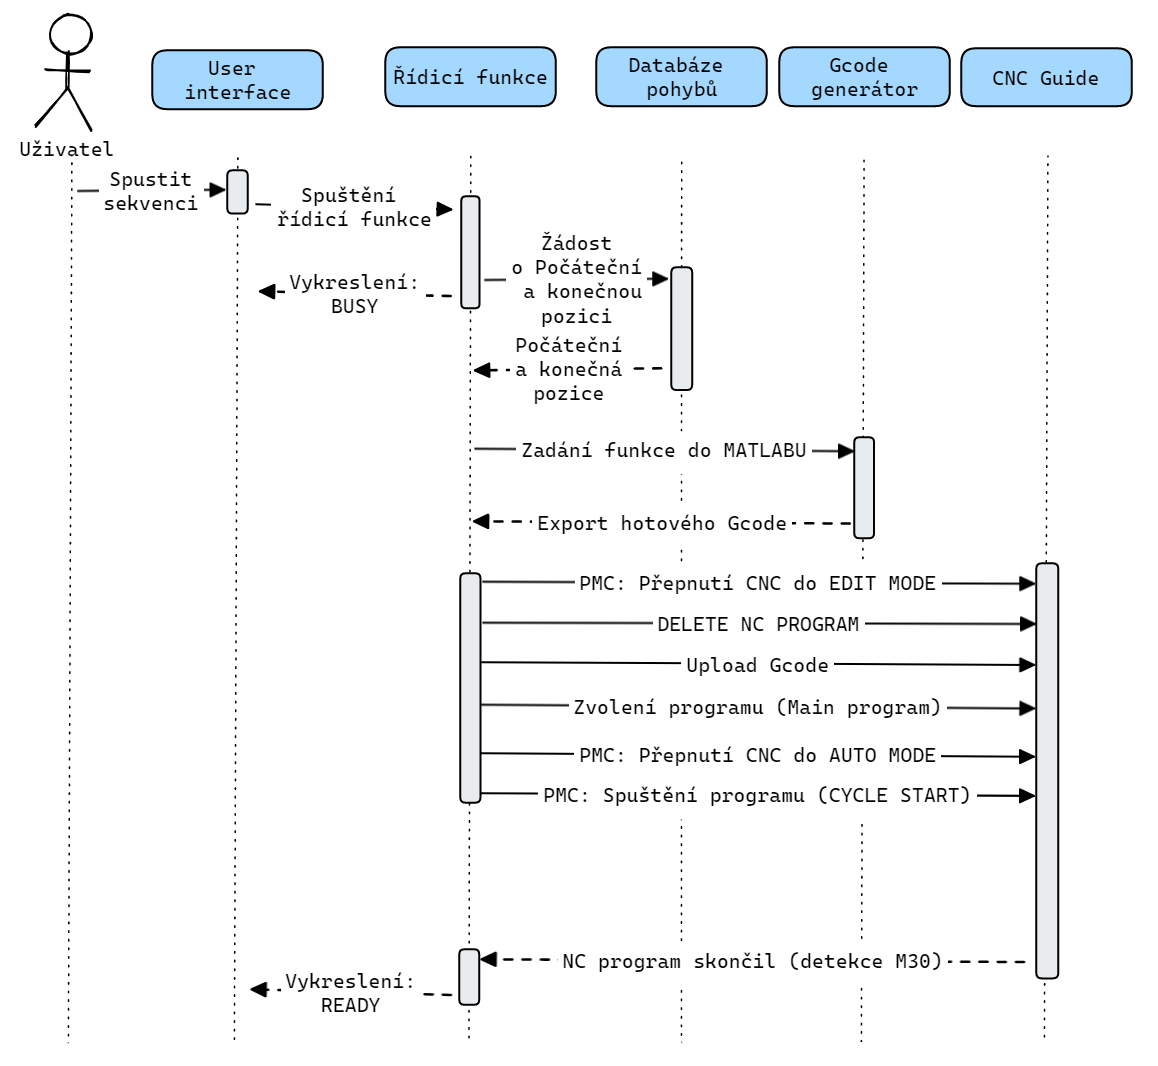 User
interface
Řídicí funkce
Databáze
pohybů
Gcode
generátor
CNC Guide
Uživatel
Spustit
sekvenci
Spuštění
řídicí funkce
Žádost
o Počáteční
a konečnou
pozici
Vykreslení:
BUSY
Počáteční
a konečná
pozice
Zadání funkce do MATLABU
Export hotového Gcode
PMC: Přepnutí CNC do EDIT MODE
DELETE NC PROGRAM
Upload Gcode
Zvolení programu (Main program)
PMC: Přepnutí CNC do AUTO MODE
PMC: Spuštění programu (CYCLE START)
NC program skončil (detekce M30)
Vykreslení:
READY